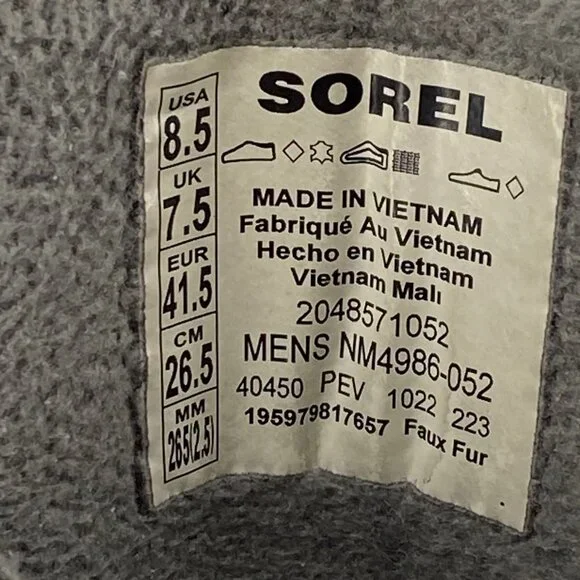 SOREL
USA
8.5
UK
7.5
EUR
41.5
CM
26.5
MM
265(2.5)
MADE IN VIETNAM
Fabriqué Au Vietnam
Hecho en Vietnam
Vietnam Malı
2048571052
MENS NM4986-052
40450 PEV 1022 223
195979817657 Faux Fur